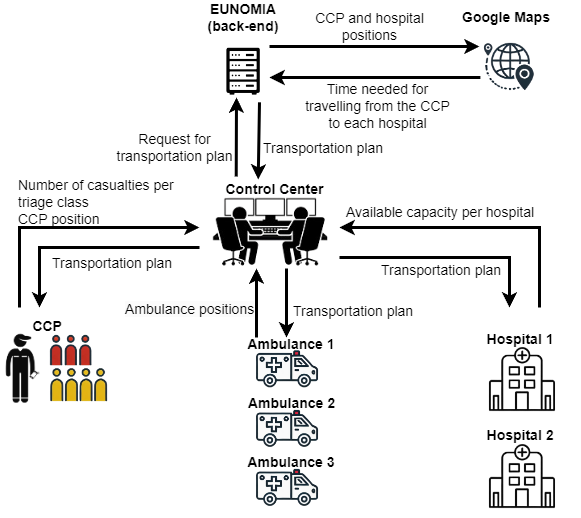 EUNOMIA
(back-end)
CCP and hospital
positions
Google Maps
Time needed for
travelling from the CCP
to each hospital
Request for
transportation plan
Transportation plan
Control Center
Number of casualties per
triage class
CCP position
Available capacity per hospital
Transportation plan
Transportation plan
Ambulance positions
Transportation plan
CCP
Ambulance 1
Hospital 1
Ambulance 2
Hospital 2
Ambulance 3